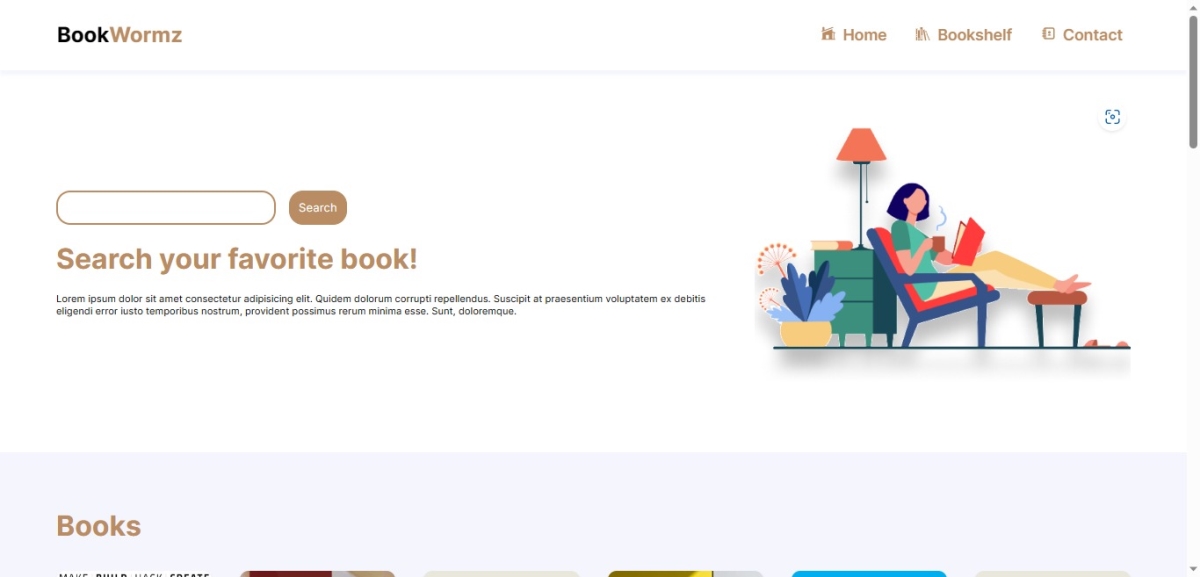 BookWormz
Home
Bookshelf
Contact
Search
Search your favorite book!
Lorem ipsum dolor sit amet consectetur adipisicing elit. Quidem dolorum corrupti repellendus. Suscipit at praesentium voluptatem ex debitis
eligendi error iusto temporibus nostrum, provident possimus rerum minima esse. Sunt, doloremque.
Books
MAKE BUILD HACK CREATE